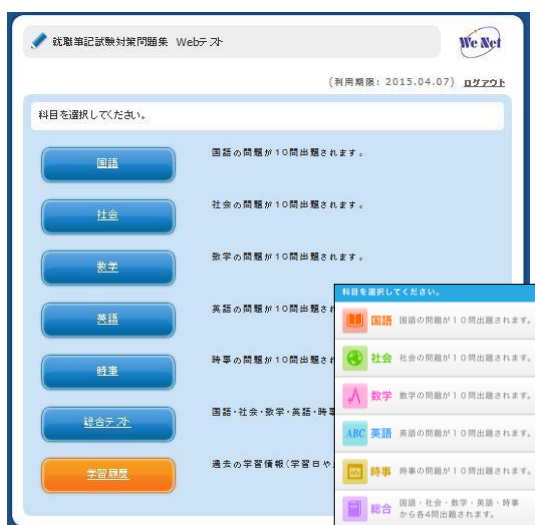 就職筆記試験対策問題集 Webテスト
We Net
(利用期限: 2015.04.07) ログアウト
科目を選択してください。
国語 国語の問題が10問出題されます。
社会 社会の問題が10問出題されます。
数学 数学の問題が10問出題されます。
英語 英語の問題が10問出題され
時事 時事の問題が10問出題され
総合テスト 国語・社会・数学・英語・時事
学習履歴 過去の学習情報(学習日や
科目を選択してください。
国語 国語の問題が10問出題されます。
社会 社会の問題が10問出題されます。
数学 数学の問題が10問出題されます。
ABC 英語 英語の問題が10問出題されます。
時事 時事の問題が10問出題されます。
総合 国語・社会・数学・英語・時事
から各4問出題されます。